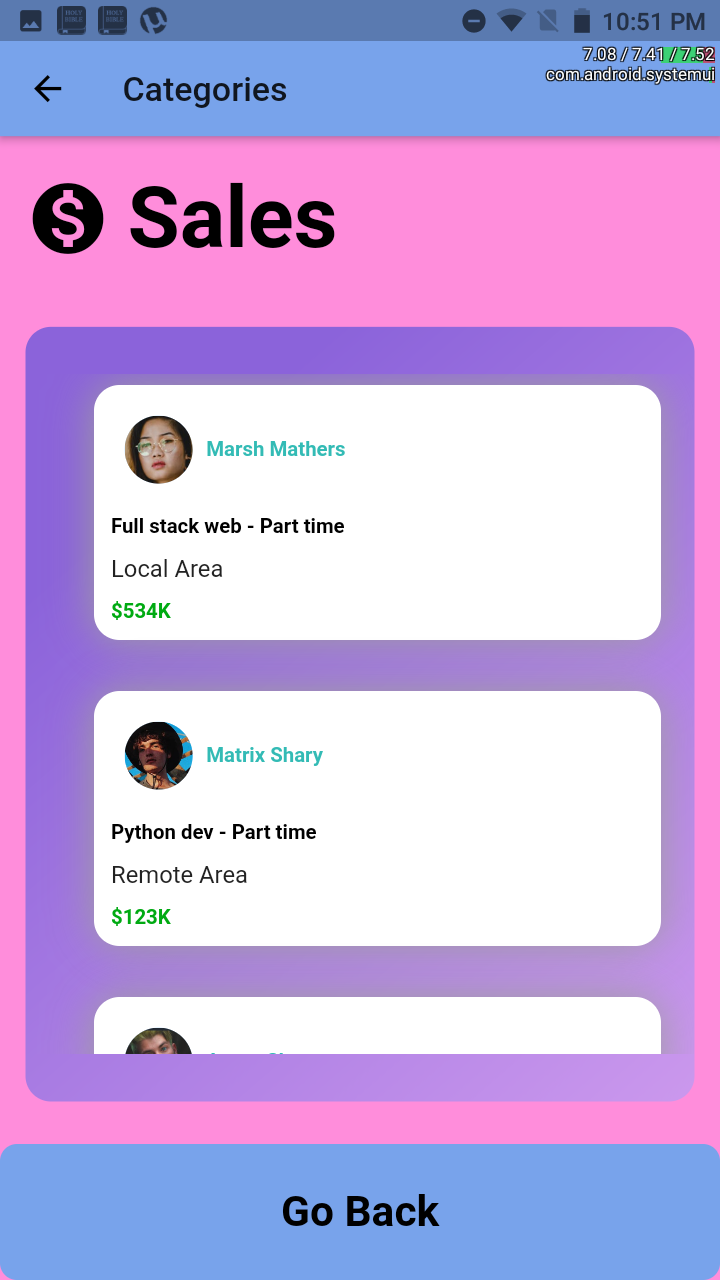 HOLY BIBLE HOLY BIBLE 10:51 PM
7.08 / 7.41 / 7.52
com.android.systemui
Categories
Sales
Marsh Mathers
Full stack web - Part time
Local Area
$534K
Matrix Shary
Python dev - Part time
Remote Area
$123K
Go Back